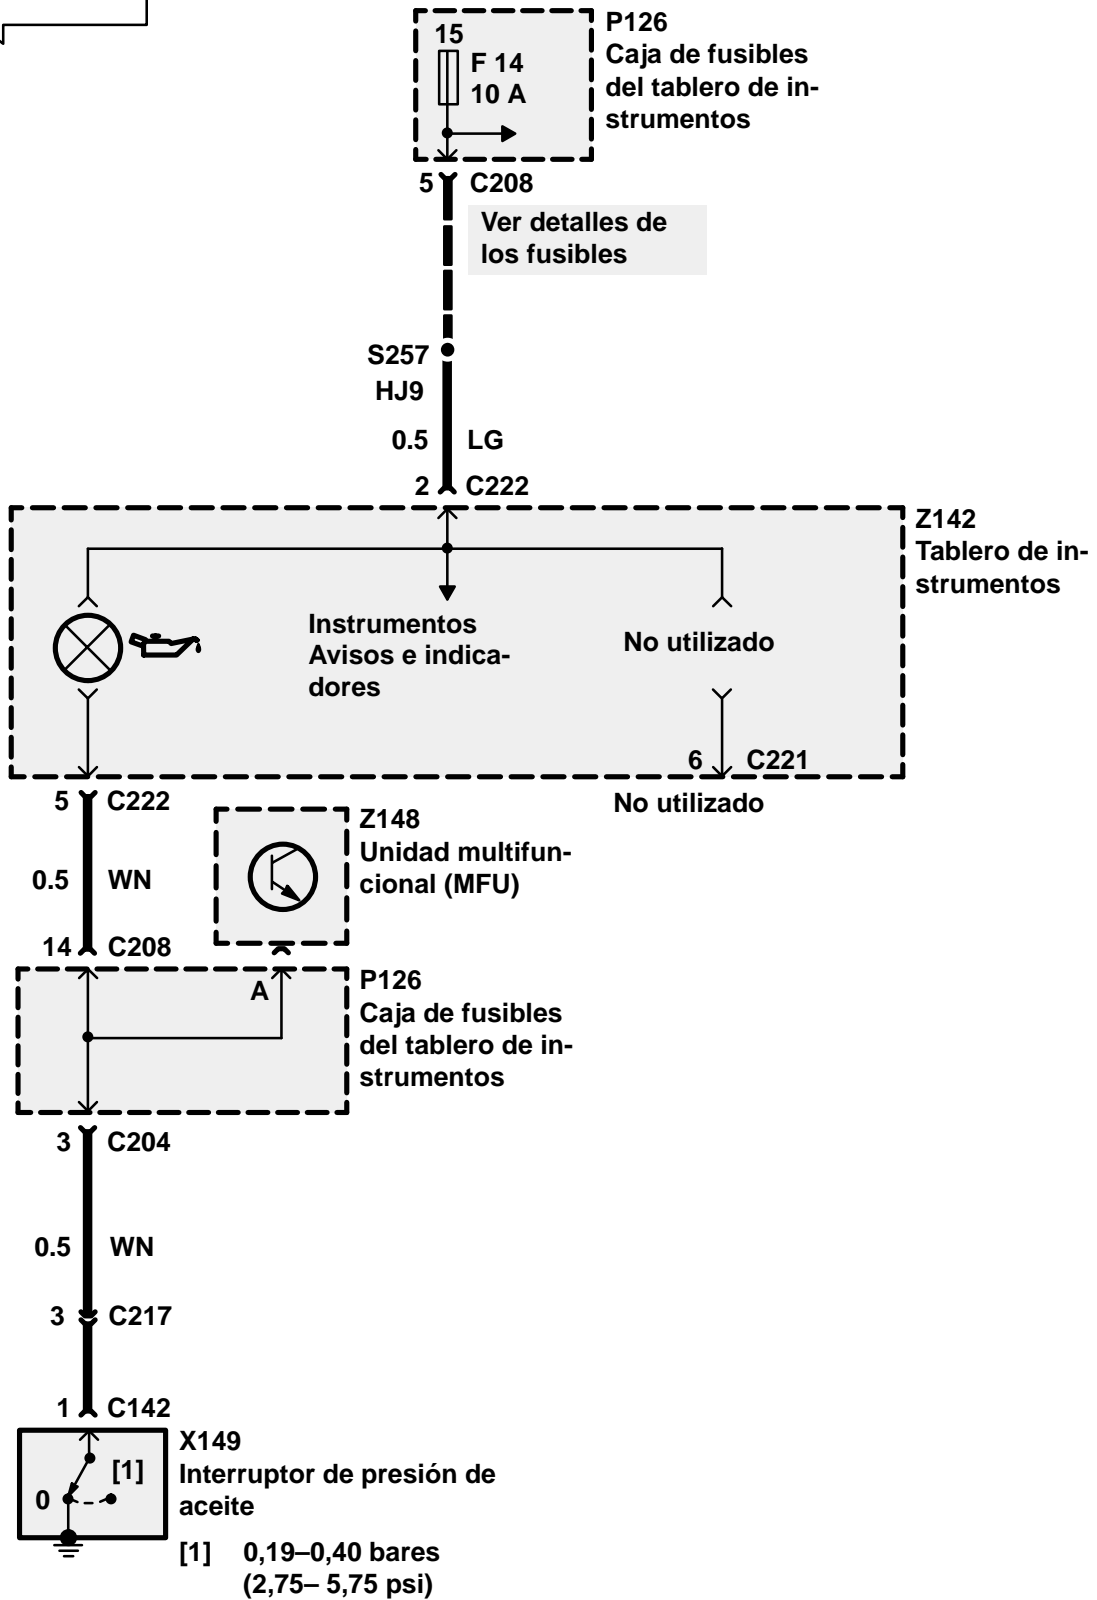 15
F 14
10 A
P126
Caja de fusibles
del tablero de in-
strumentos
5 C208
Ver detalles de
los fusibles
S257
HJ9
0.5 LG
2 C222
Z142
Tablero de in-
strumentos
Instrumentos
Avisos e indica-
dores
No utilizado
6 C221
No utilizado
5 C222
Z148
Unidad multifun-
cional (MFU)
0.5 WN
14 C208
A
P126
Caja de fusibles
del tablero de in-
strumentos
3 C204
0.5 WN
3 C217
1 C142
X149
Interruptor de presión de
aceite
[1]
0
[1] 0,19–0,40 bares
(2,75– 5,75 psi)